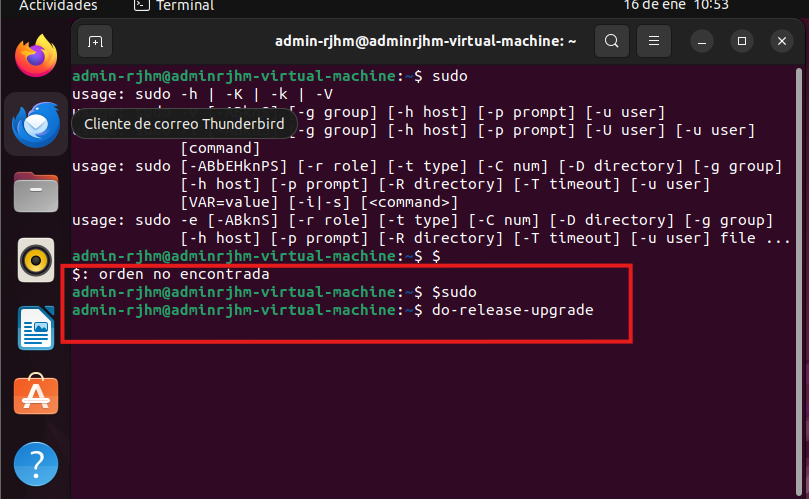 Actividades
Terminal
16 de ene 10:53
admin-rjhm@adminrjhm-virtual-machine: ~
admin-rjhm@adminrjhm-virtual-machine:~$ sudo
usage: sudo -h | -K | -k | -V
[-g group] [-h host] [-p prompt] [-u user]
Cliente de correo Thunderbird
[-g group] [-h host] [-p prompt] [-U user] [-u user]
[command]
usage: sudo [-ABbEHknPS] [-r role] [-t type] [-C num] [-D directory] [-g group]
[-h host] [-p prompt] [-R directory] [-T timeout] [-u user]
[VAR=value] [-i|-s] [<command>]
usage: sudo -e [-ABknS] [-r role] [-t type] [-C num] [-D directory] [-g group]
[-h host] [-p prompt] [-R directory] [-T timeout] [-u user] file ...
admin-rjhm@adminrjhm-virtual-machine:~$ $
$: orden no encontrada
admin-rjhm@adminrjhm-virtual-machine:~$ $sudo
admin-rjhm@adminrjhm-virtual-machine:~$ do-release-upgrade